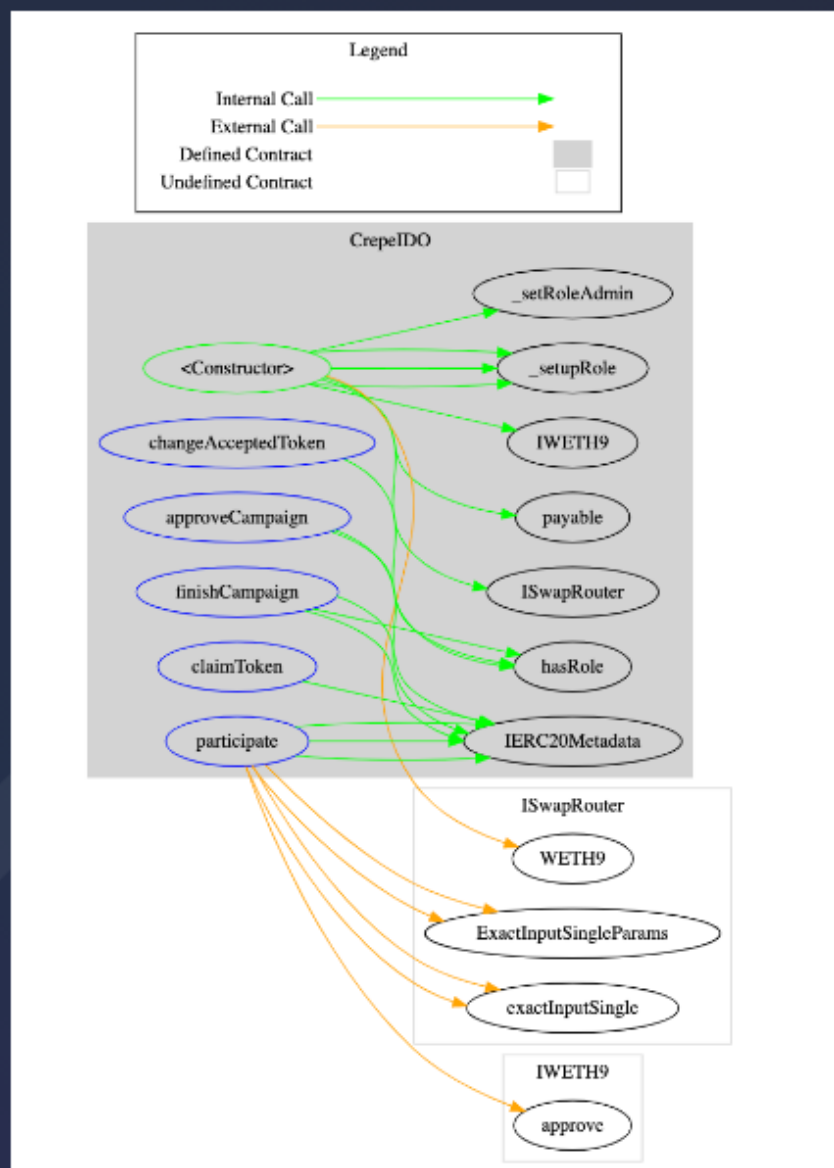 Legend
Internal Call
External Call
Defined Contract
Undefined Contract
CrepeIDO
_setRoleAdmin
<Constructor>
_setupRole
changeAcceptedToken
IWETH9
approveCampaign
payable
finishCampaign
ISwapRouter
claimToken
hasRole
participate
IERC20Metadata
ISwapRouter
WETH9
ExactInputSingleParams
exactInputSingle
IWETH9
approve